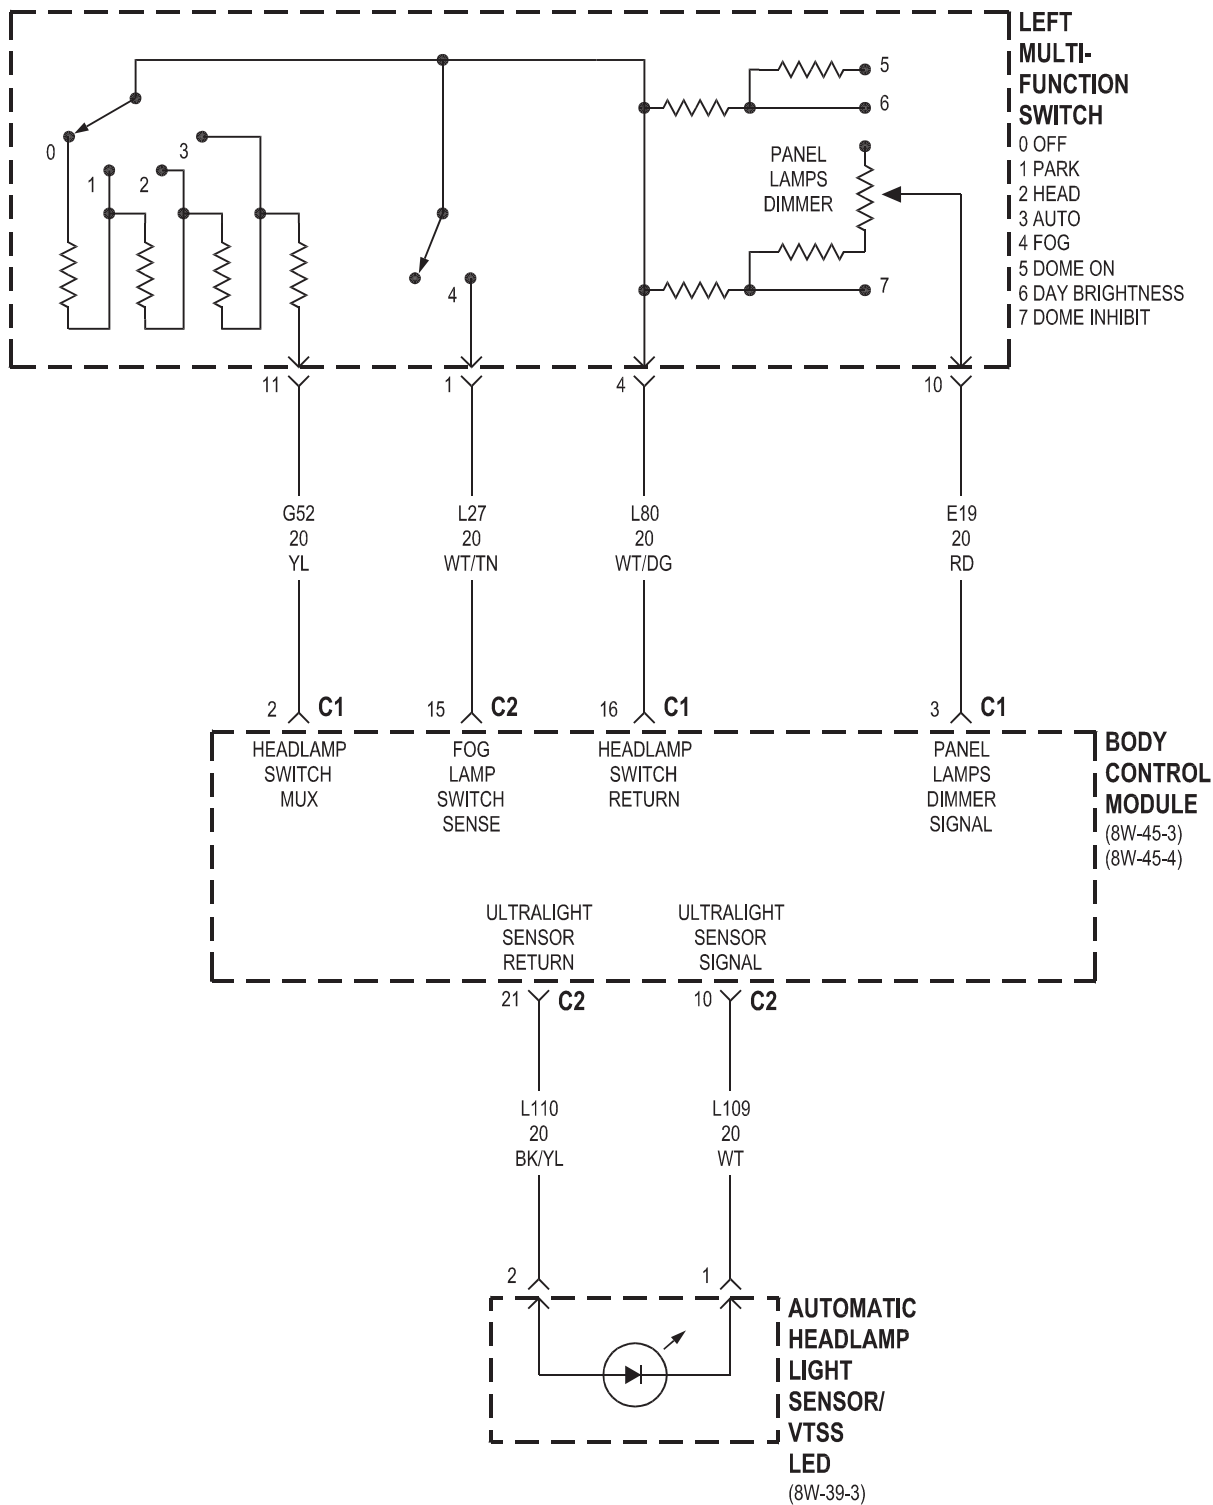 LEFT
MULTI-
FUNCTION
SWITCH
0 OFF
1 PARK
2 HEAD
3 AUTO
4 FOG
5 DOME ON
6 DAY BRIGHTNESS
7 DOME INHIBIT
5
6
0
3
1
2
PANEL
LAMPS
DIMMER
4
7
11
1
4
10
G52
20
YL
L27
20
WT/TN
L80
20
WT/DG
E19
20
RD
2 C1
15 C2
16 C1
3 C1
HEADLAMP
SWITCH
MUX
FOG
LAMP
SWITCH
SENSE
HEADLAMP
SWITCH
RETURN
PANEL
LAMPS
DIMMER
SIGNAL
BODY
CONTROL
MODULE
(8W-45-3)
(8W-45-4)
ULTRALIGHT
SENSOR
RETURN
ULTRALIGHT
SENSOR
SIGNAL
21 C2
10 C2
L110
20
BK/YL
L109
20
WT
2
1
AUTOMATIC
HEADLAMP
LIGHT
SENSOR/
VTSS
LED
(8W-39-3)